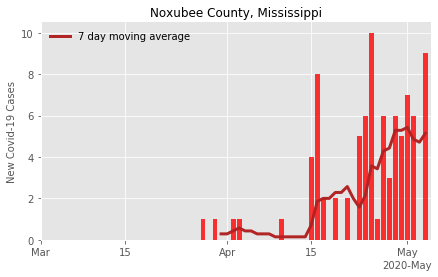 Noxubee County, Mississippi
7 day moving average
New Covid-19 Cases
10
8
6
4
2
0
Mar
15
Apr
15
May
2020-May